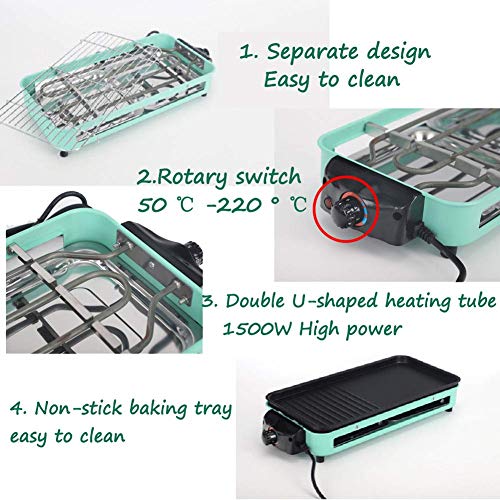 1. Separate design
Easy to clean
2.Rotary switch
50 ℃ -220 ° ℃
3. Double U-shaped heating tube
1500W High power
4. Non-stick baking tray
easy to clean